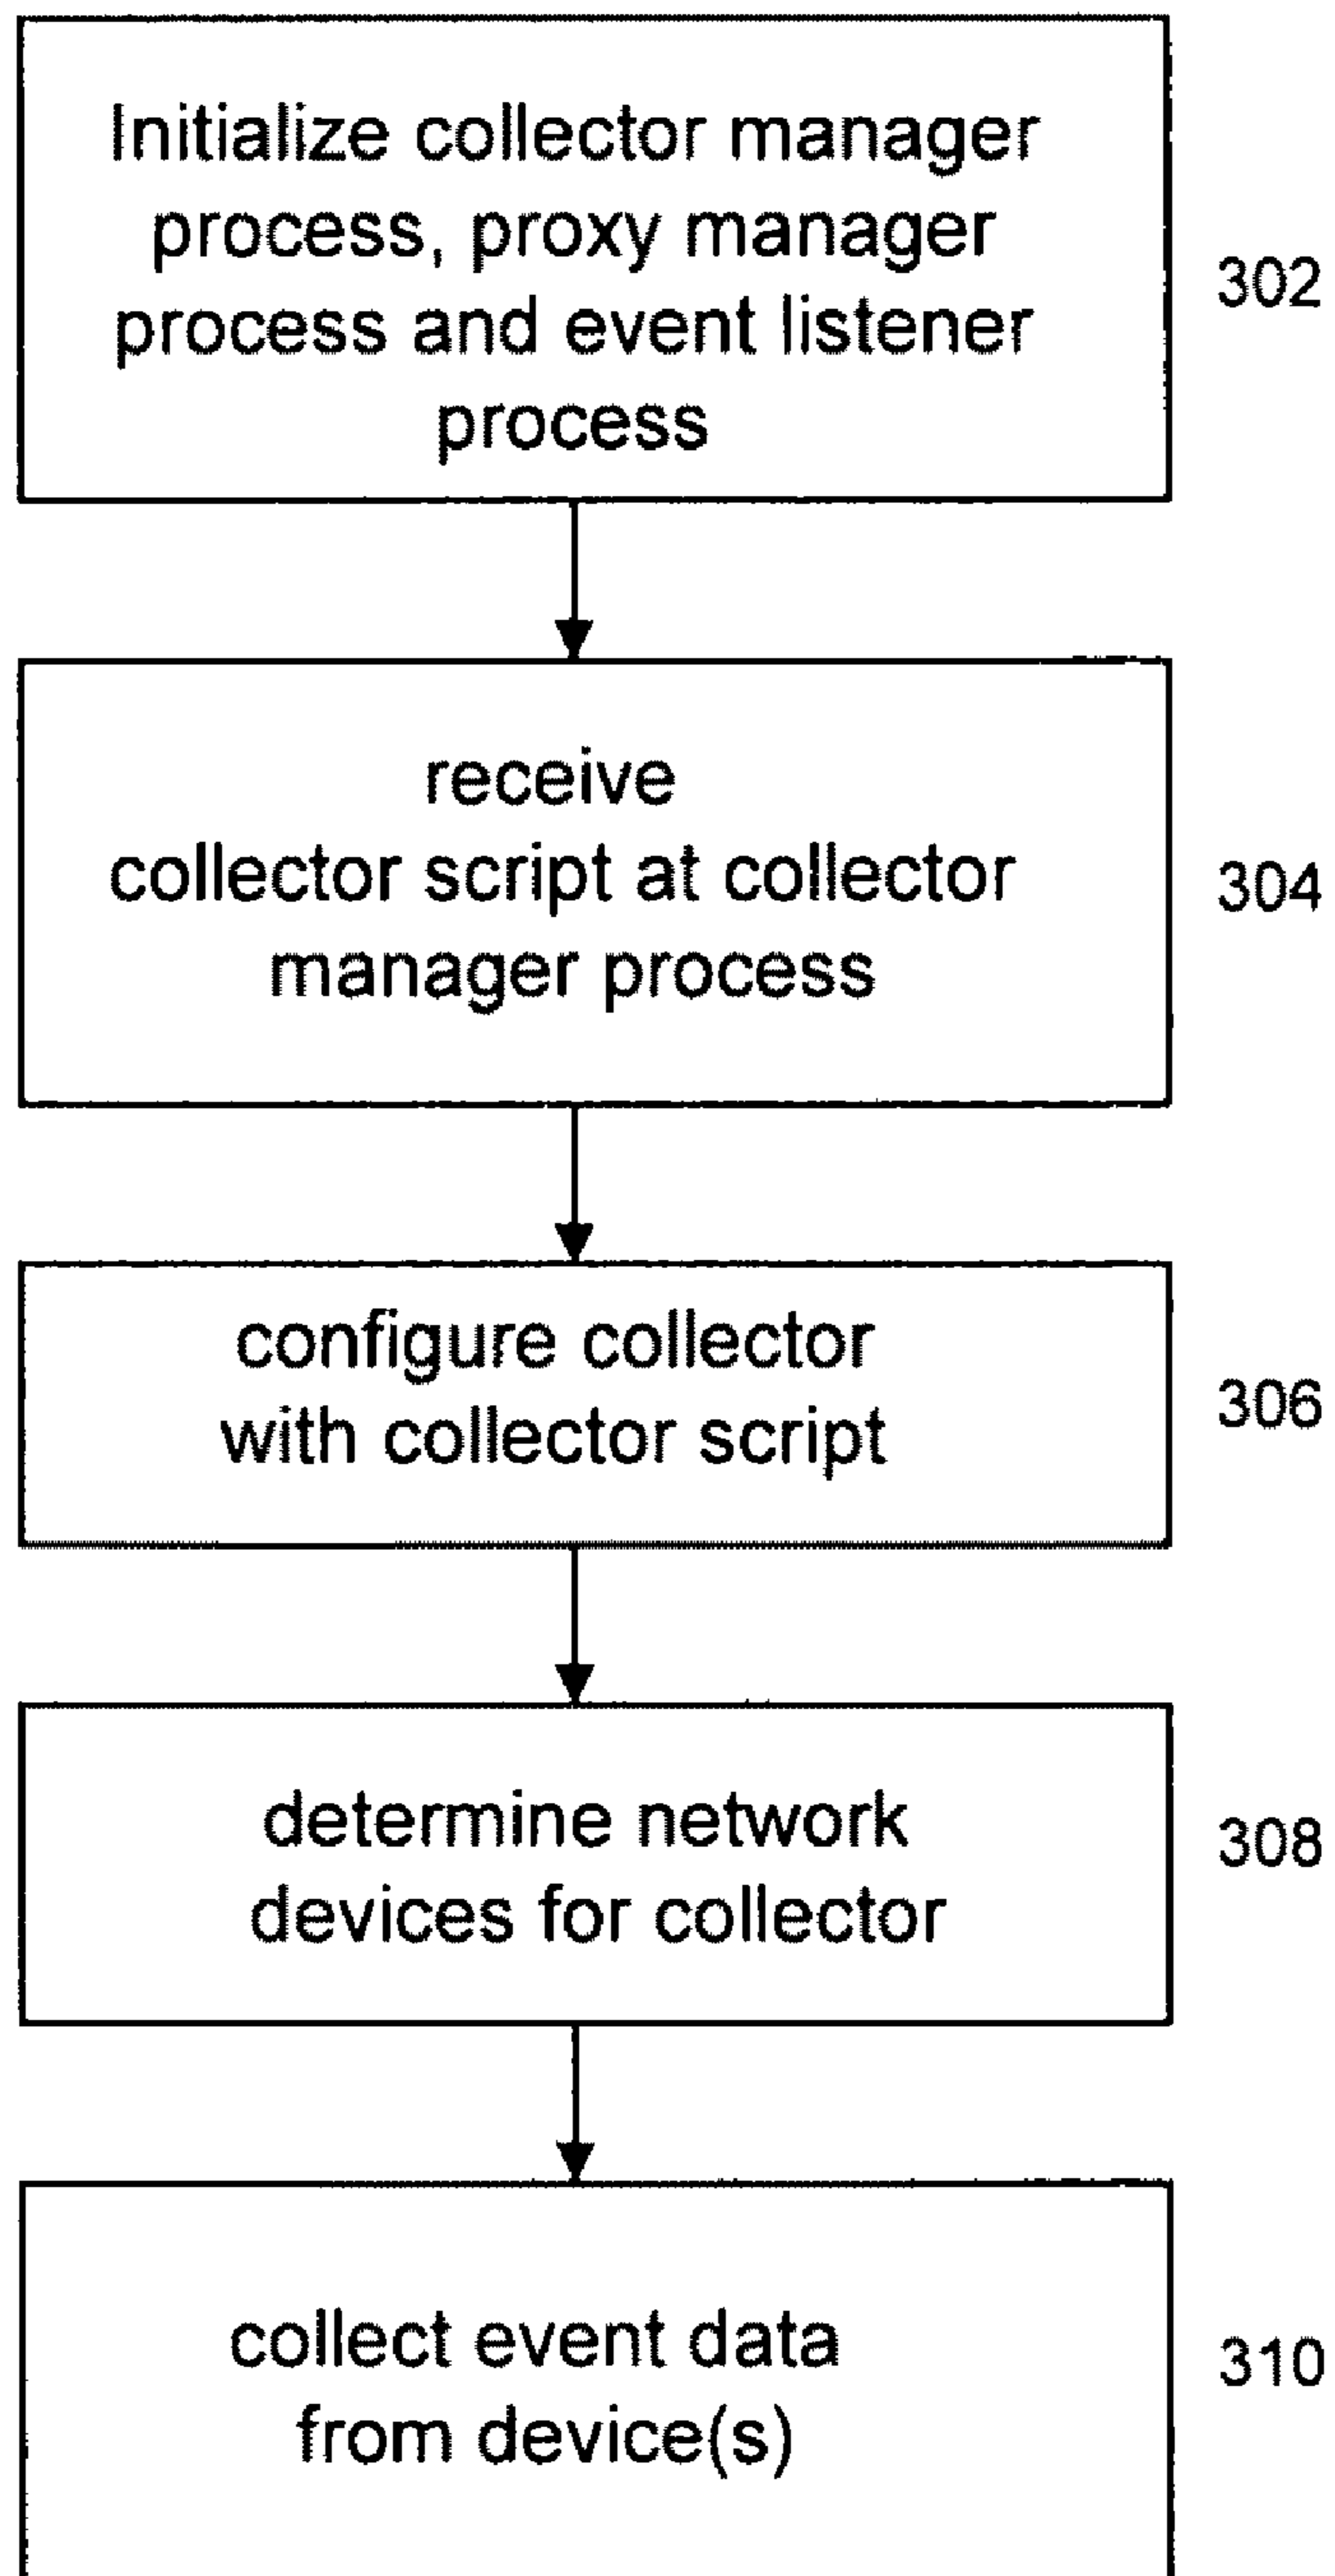 Initialize collector manager
process, proxy manager
process and event listener
process
302
receive
collector script at collector
manager process
304
configure collector
with collector script
306
determine network
devices for collector
308
collect event data
from device(s)
310